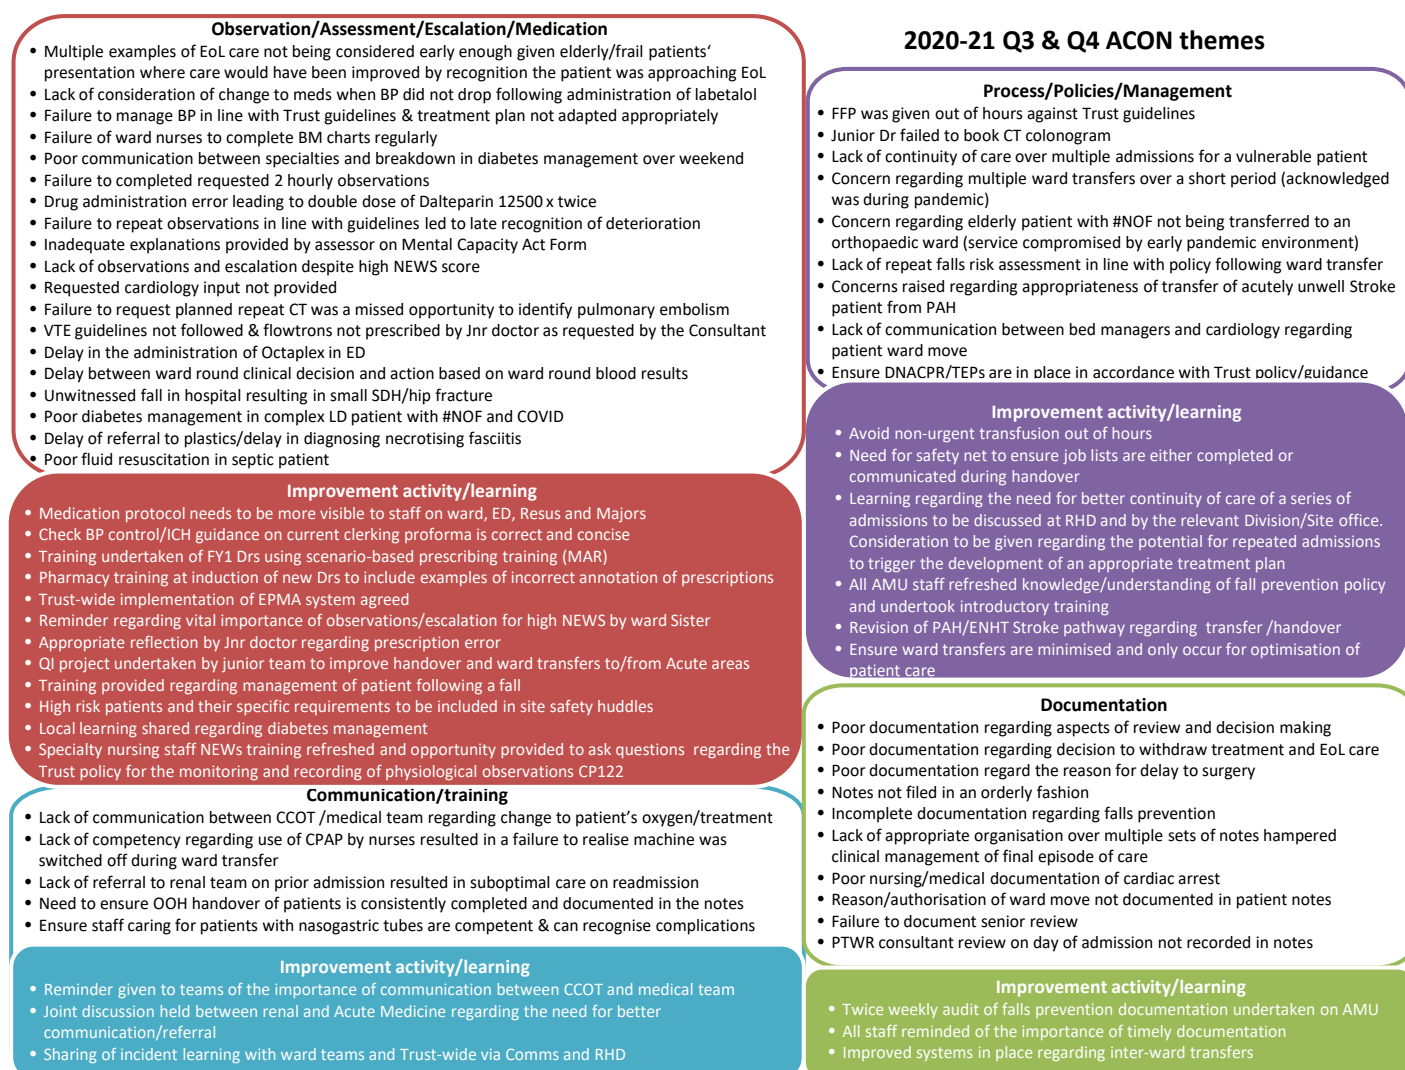 Observation/Assessment/Escalation/Medication
• Multiple examples of EoL care not being considered early enough given elderly/frail patients‘
presentation where care would have been improved by recognition the patient was approaching EoL
• Lack of consideration of change to meds when BP did not drop following administration of labetalol
• Failure to manage BP in line with Trust guidelines & treatment plan not adapted appropriately
• Failure of ward nurses to complete BM charts regularly
• Poor communication between specialties and breakdown in diabetes management over weekend
• Failure to completed requested 2 hourly observations
• Drug administration error leading to double dose of Dalteparin 12500 x twice
• Failure to repeat observations in line with guidelines led to late recognition of deterioration
• Inadequate explanations provided by assessor on Mental Capacity Act Form
• Lack of observations and escalation despite high NEWS score
• Requested cardiology input not provided
• Failure to request planned repeat CT was a missed opportunity to identify pulmonary embolism
• VTE guidelines not followed & flowtrons not prescribed by Jnr doctor as requested by the Consultant
• Delay in the administration of Octaplex in ED
• Delay between ward round clinical decision and action based on ward round blood results
• Unwitnessed fall in hospital resulting in small SDH/hip fracture
• Poor diabetes management in complex LD patient with #NOF and COVID
• Delay of referral to plastics/delay in diagnosing necrotising fasciitis
• Poor fluid resuscitation in septic patient
Improvement activity/learning
• Medication protocol needs to be more visible to staff on ward, ED, Resus and Majors
• Check BP control/ICH guidance on current clerking proforma is correct and concise
• Training undertaken of FY1 Drs using scenario-based prescribing training (MAR)
• Pharmacy training at induction of new Drs to include examples of incorrect annotation of prescriptions
• Trust-wide implementation of EPMA system agreed
• Reminder regarding vital importance of observations/escalation for high NEWS by ward Sister
• Appropriate reflection by Jnr doctor regarding prescription error
• QI project undertaken by junior team to improve handover and ward transfers to/from Acute areas
• Training provided regarding management of patient following a fall
• High risk patients and their specific requirements to be included in site safety huddles
• Local learning shared regarding diabetes management
• Specialty nursing staff NEWs training refreshed and opportunity provided to ask questions regarding the
Trust policy for the monitoring and recording of physiological observations CP122
Communication/training
• Lack of communication between CCOT /medical team regarding change to patient’s oxygen/treatment
• Lack of competency regarding use of CPAP by nurses resulted in a failure to realise machine was
switched off during ward transfer
• Lack of referral to renal team on prior admission resulted in suboptimal care on readmission
• Need to ensure OOH handover of patients is consistently completed and documented in the notes
• Ensure staff caring for patients with nasogastric tubes are competent & can recognise complications
Improvement activity/learning
• Reminder given to teams of the importance of communication between CCOT and medical team
• Joint discussion held between renal and Acute Medicine regarding the need for better
communication/referral
• Sharing of incident learning with ward teams and Trust-wide via Comms and RHD
2020-21 Q3 & Q4 ACON themes
Process/Policies/Management
• FFP was given out of hours against Trust guidelines
• Junior Dr failed to book CT colonogram
• Lack of continuity of care over multiple admissions for a vulnerable patient
• Concern regarding multiple ward transfers over a short period (acknowledged
was during pandemic)
• Concern regarding elderly patient with #NOF not being transferred to an
orthopaedic ward (service compromised by early pandemic environment)
• Lack of repeat falls risk assessment in line with policy following ward transfer
• Concerns raised regarding appropriateness of transfer of acutely unwell Stroke
patient from PAH
• Lack of communication between bed managers and cardiology regarding
patient ward move
• Ensure DNACPR/TEPs are in place in accordance with Trust policy/guidance
Improvement activity/learning
• Avoid non-urgent transfusion out of hours
• Need for safety net to ensure job lists are either completed or
communicated during handover
• Learning regarding the need for better continuity of care of a series of
admissions to be discussed at RHD and by the relevant Division/Site office.
Consideration to be given regarding the potential for repeated admissions
to trigger the development of an appropriate treatment plan
• All AMU staff refreshed knowledge/understanding of fall prevention policy
and undertook introductory training
• Revision of PAH/ENHT Stroke pathway regarding transfer /handover
• Ensure ward transfers are minimised and only occur for optimisation of
patient care
Documentation
• Poor documentation regarding aspects of review and decision making
• Poor documentation regarding decision to withdraw treatment and EoL care
• Poor documentation regard the reason for delay to surgery
• Notes not filed in an orderly fashion
• Incomplete documentation regarding falls prevention
• Lack of appropriate organisation over multiple sets of notes hampered
clinical management of final episode of care
• Poor nursing/medical documentation of cardiac arrest
• Reason/authorisation of ward move not documented in patient notes
• Failure to document senior review
• PTWR consultant review on day of admission not recorded in notes
Improvement activity/learning
• Twice weekly audit of falls prevention documentation undertaken on AMU
• All staff reminded of the importance of timely documentation
• Improved systems in place regarding inter-ward transfers